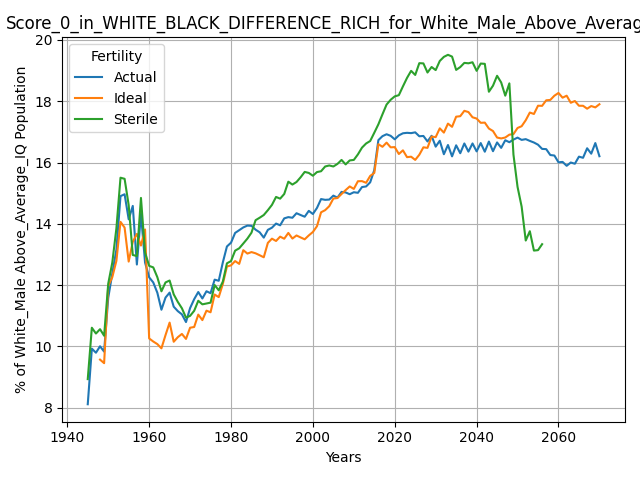 Score_0_in_WHITE_BLACK_DIFFERENCE_RICH_for_White_Male_Above_Averag
Fertility
Actual
Ideal
Sterile
% of White_Male Above_Average_IQ Population
20
18
16
14
12
10
8
1940 1960 1980 2000 2020 2040 2060
Years